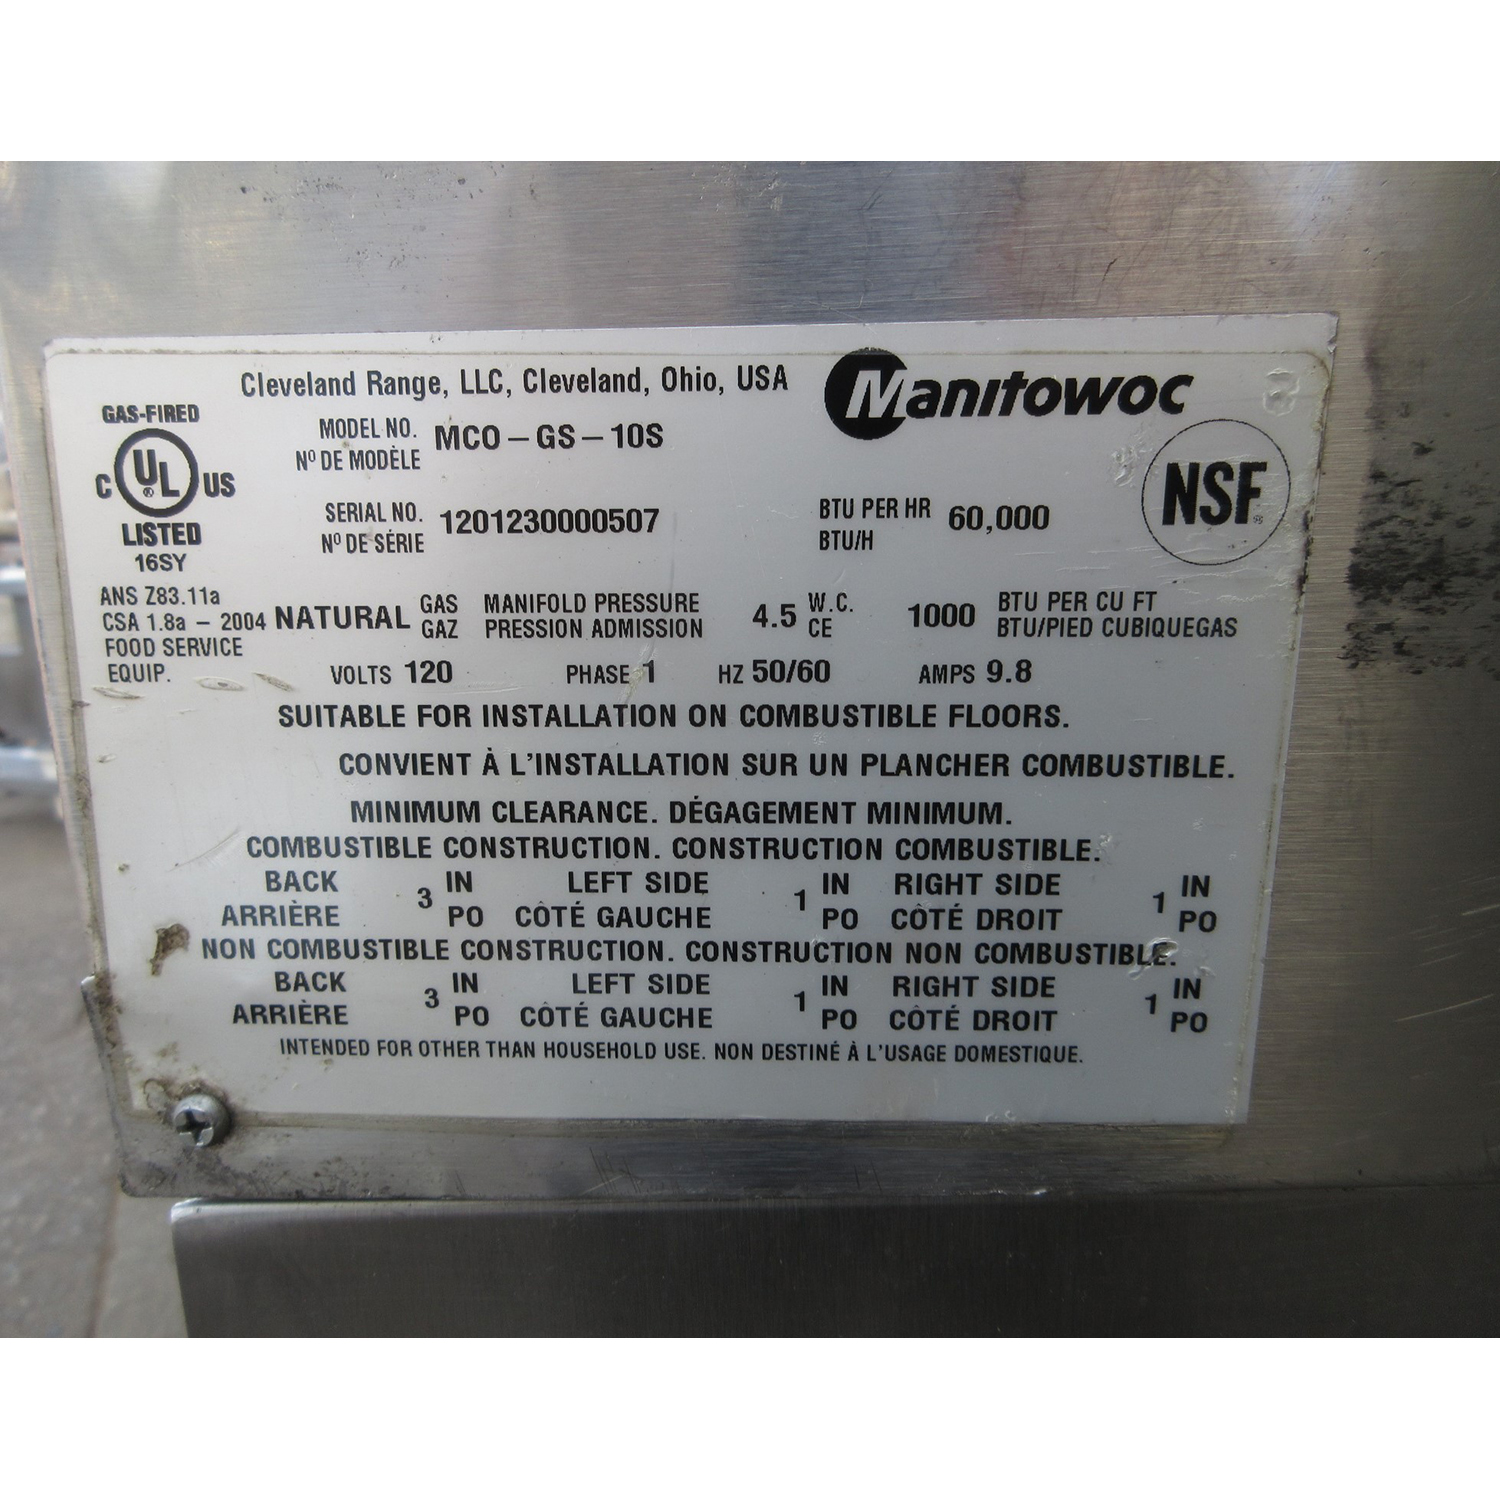 Cleveland Range, LLC, Cleveland, Ohio, USA
Manitowoc
GAS-FIRED
C UL ® US
LISTED
16SY
MODEL NO. MCO – GS – 10S
Nº DE MODÈLE
NSF®
SERIAL NO. 1201230000507
Nº DE SÉRIE
BTU PER HR 60,000
BTU/H
ANS Z83.11a
CSA 1.8a – 2004
FOOD SERVICE
EQUIP.
NATURAL GAS MANIFOLD PRESSURE 4.5 W.C. 1000 BTU PER CU FT
GAZ PRESSION ADMISSION CE BTU/PIED CUBIQUEGAS
VOLTS 120 PHASE 1 HZ 50/60 AMPS 9.8
SUITABLE FOR INSTALLATION ON COMBUSTIBLE FLOORS.
CONVIENT À L'INSTALLATION SUR UN PLANCHER COMBUSTIBLE.
MINIMUM CLEARANCE. DÉGAGEMENT MINIMUM.
COMBUSTIBLE CONSTRUCTION. CONSTRUCTION COMBUSTIBLE.
BACK 3 IN LEFT SIDE 1 IN RIGHT SIDE 1 IN
ARRIÈRE PO CÔTÉ GAUCHE PO CÔTÉ DROIT PO
NON COMBUSTIBLE CONSTRUCTION. CONSTRUCTION NON COMBUSTIBLE.
BACK 3 IN LEFT SIDE 1 IN RIGHT SIDE 1 IN
ARRIÈRE PO CÔTÉ GAUCHE PO CÔTÉ DROIT PO
INTENDED FOR OTHER THAN HOUSEHOLD USE. NON DESTINÉ À L'USAGE DOMESTIQUE.